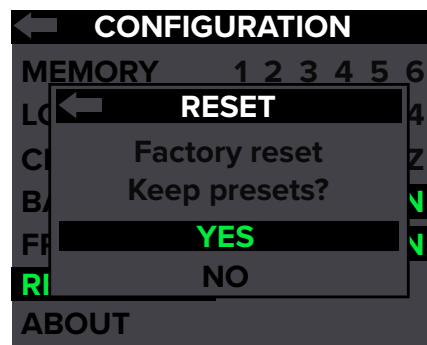 CONFIGURATION
MEMORY 1 2 3 4 5 6
RESET
Factory reset
Keep presets?
YES
NO
ABOUT